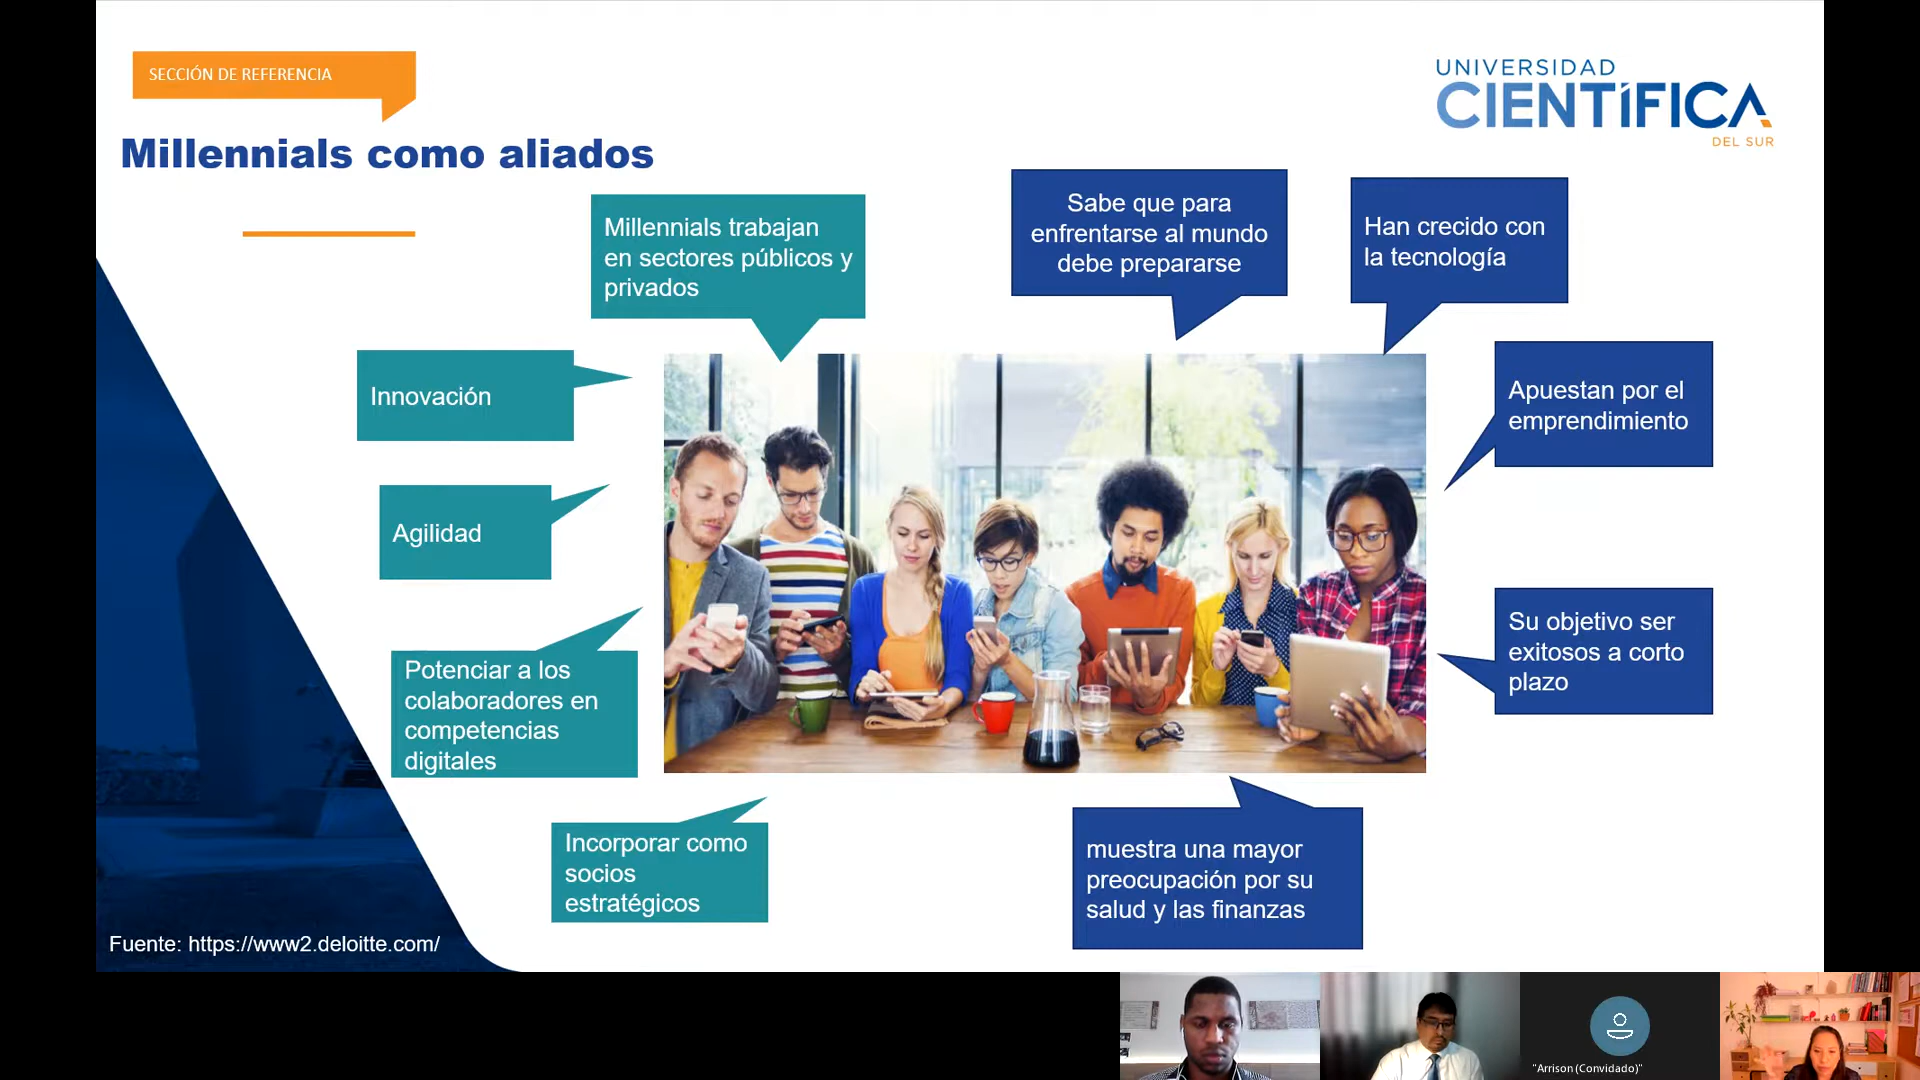 SECCIÓN DE REFERENCIA
UNIVERSIDAD
CIENTÍFICA
DEL SUR
Millennials como aliados
Millennials trabajan
en sectores públicos y
privados
Sabe que para
enfrentarse al mundo
debe prepararse
Han crecido con
la tecnología
Innovación
Apuestan por el
emprendimiento
Agilidad
Su objetivo ser
exitosos a corto
plazo
Potenciar a los
colaboradores en
competencias
digitales
Incorporar como
socios
estratégicos
muestra una mayor
preocupación por su
salud y las finanzas
Fuente: https://www2.deloitte.com/
"Arrison (Convidado)"